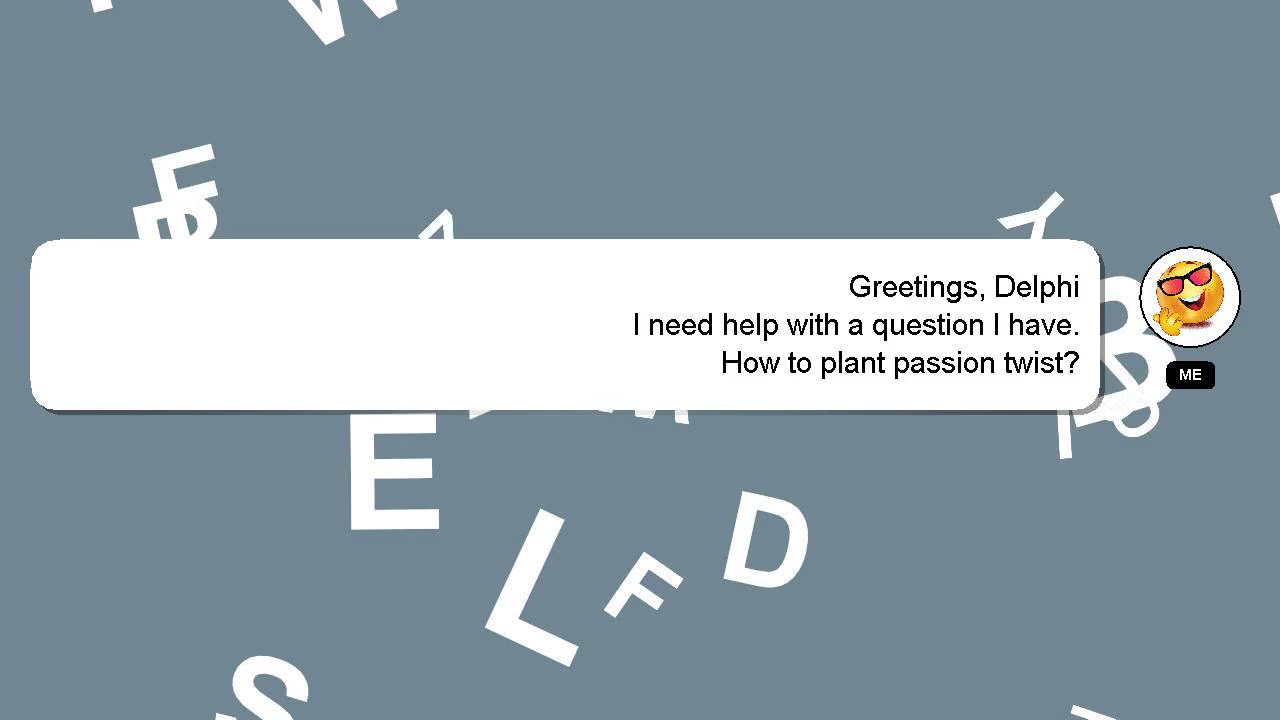 Greetings, Delphi
I need help with a question I have.
How to plant passion twist?
ME